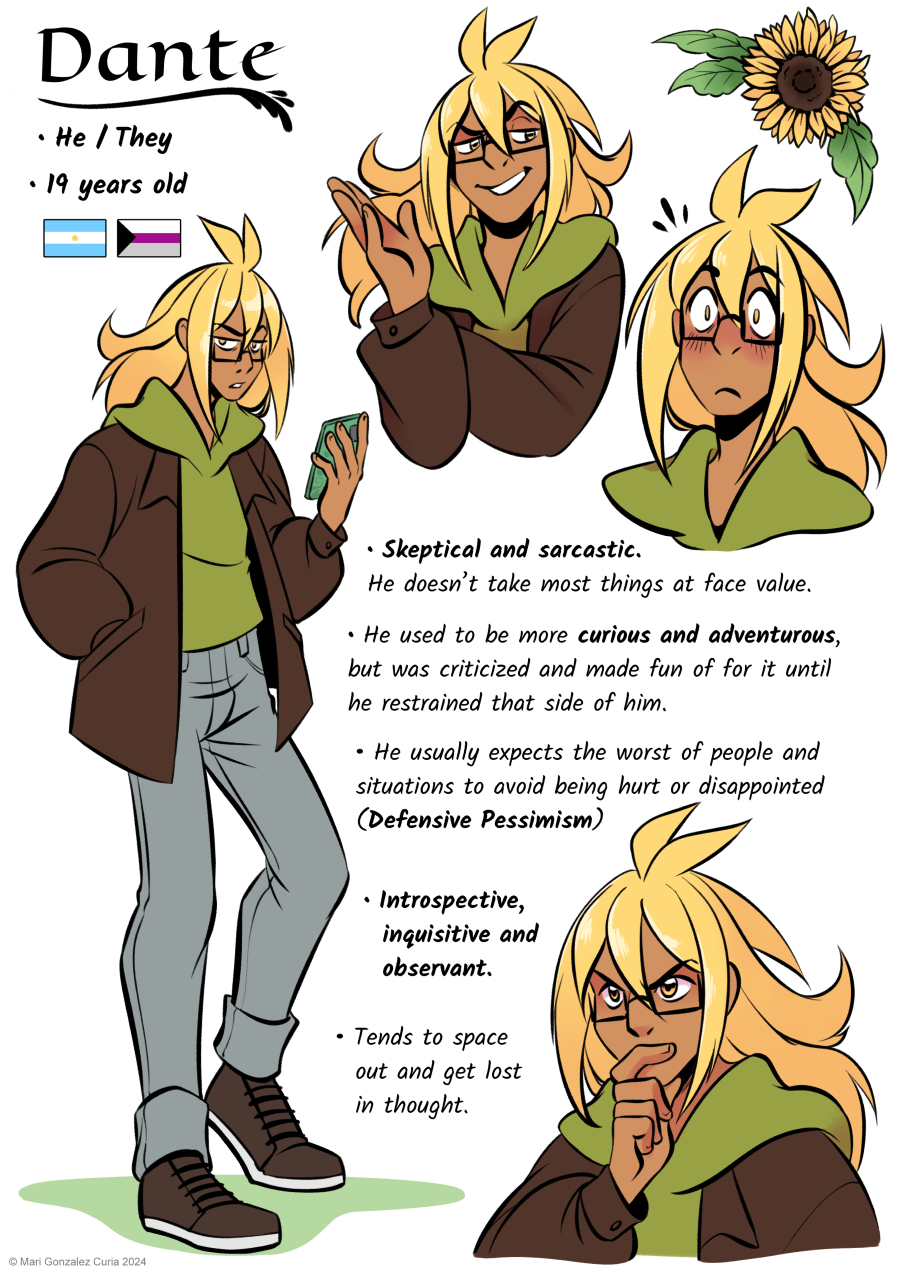 Dante
• He / They
• 19 years old
• Skeptical and sarcastic.
He doesn't take most things at face value.
• He used to be more curious and adventurous,
but was criticized and made fun of for it until
he restrained that side of him.
• He usually expects the worst of people and
situations to avoid being hurt or disappointed
(Defensive Pessimism)
• Introspective,
inquisitive and
observant.
• Tends to space
out and get lost
in thought.
© Mari Gonzalez Curia 2024